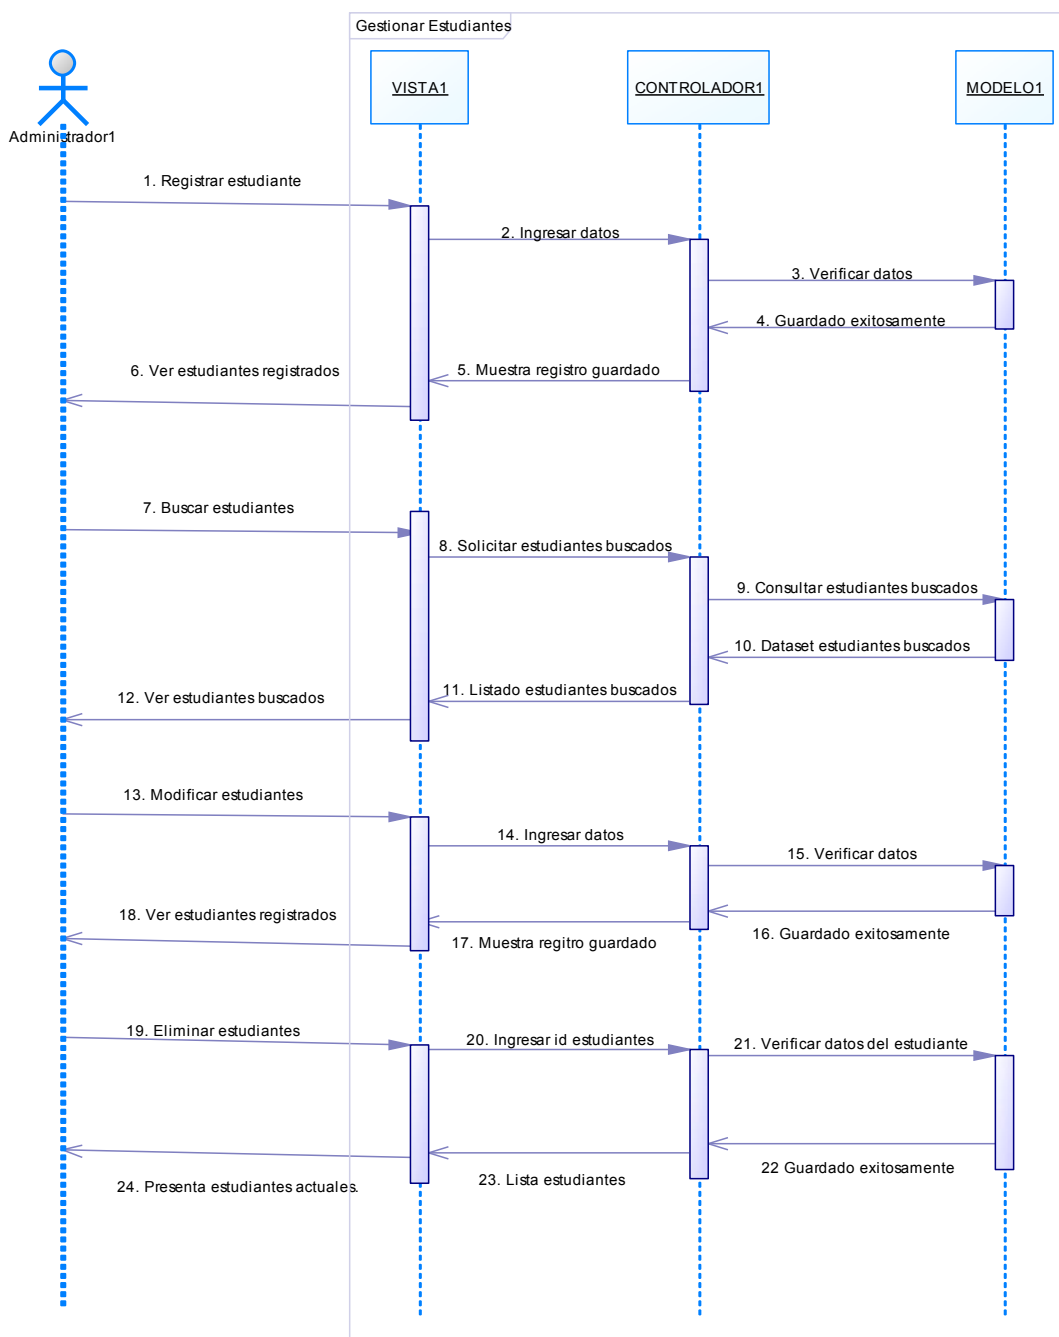 Gestionar Estudiantes
VISTA1
CONTROLADOR1
MODELO1
Administrador1
1. Registrar estudiante
2. Ingresar datos
3. Verificar datos
4. Guardado exitosamente
5. Muestra registro guardado
6. Ver estudiantes registrados
7. Buscar estudiantes
8. Solicitar estudiantes buscados
9. Consultar estudiantes buscados
10. Dataset estudiantes buscados
11. Listado estudiantes buscados
12. Ver estudiantes buscados
13. Modificar estudiantes
14. Ingresar datos
15. Verificar datos
16. Guardado exitosamente
17. Muestra regitro guardado
18. Ver estudiantes registrados
19. Eliminar estudiantes
20. Ingresar id estudiantes
21. Verificar datos del estudiante
22 Guardado exitosamente
23. Lista estudiantes
24. Presenta estudiantes actuales.